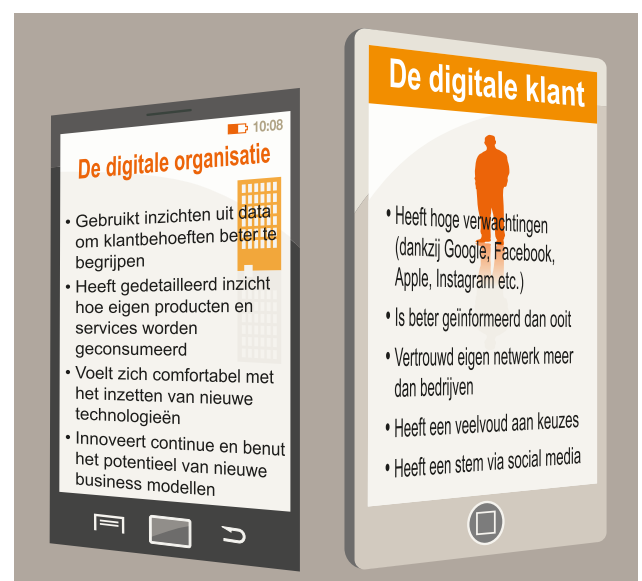 10:08
De digitale organisatie
• Gebruikt inzichten uit data
om klantbehoeften beter te
begrijpen
• Heeft gedetailleerd inzicht
hoe eigen producten en
services worden
geconsumeerd
• Voelt zich comfortabel met
het inzetten van nieuwe
technologieën
• Innoveert continue en benut
het potentieel van nieuwe
business modellen
De digitale klant
• Heeft hoge verwachtingen
(dankzij Google, Facebook,
Apple, Instagram etc.)
• Is beter geïnformeerd dan ooit
• Vertrouwd eigen netwerk meer
dan bedrijven
• Heeft een veelvoud aan keuzes
• Heeft een stem via social media